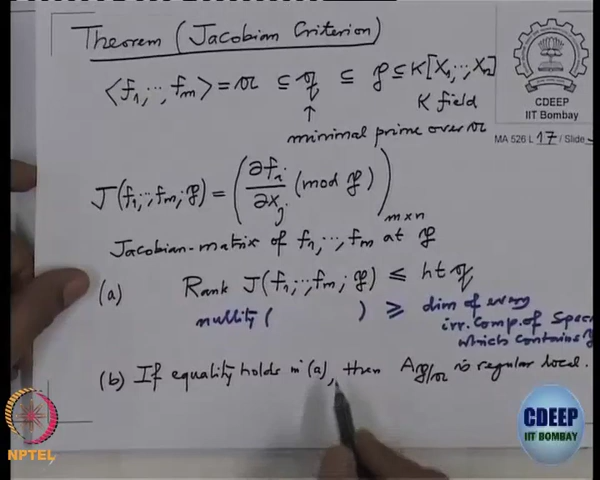 Theorem (Jacobian Criterion)
⟨f₁,⋯,fₘ⟩ = 𝔞 ⊆ 𝔮 ⊆ 𝔭 ⊆ K[X₁,⋯,Xₙ]
↑ K field
minimal prime over 𝔞
CDEEP
IIT Bombay
MA 526 L 17 / Slide
J(f₁,⋯,fₘ; 𝔭) = (∂fᵢ/∂xⱼ (mod 𝔭))ₘₓₙ
Jacobian-matrix of f₁,⋯,fₘ at 𝔭
(a) Rank J(f₁,⋯,fₘ; 𝔭) ≤ ht 𝔮
nullity ( ) ≥ dim of every
irr. comp. of Spec
which contains
(b) If equality holds in (a), then A𝔭/𝔞 is regular local.
NPTEL
CDEEP
IIT BOMBAY